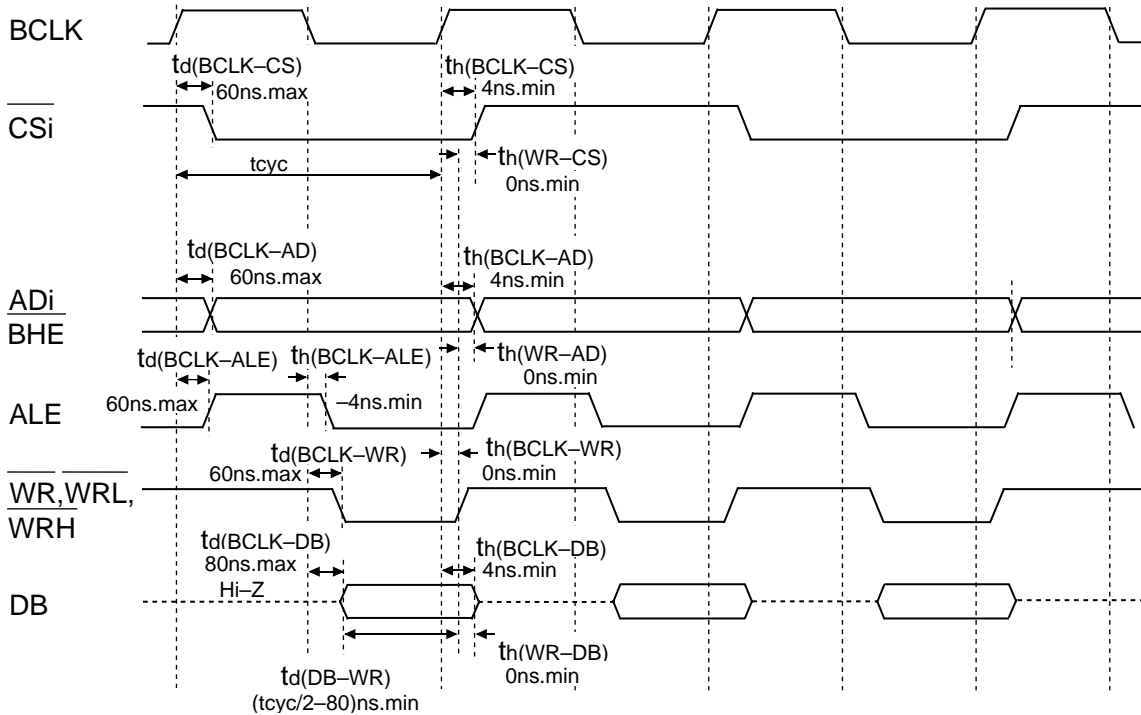 BCLK
td(BCLK–CS)
60ns.max
th(BCLK–CS)
4ns.min
CSi
tcyc
th(WR–CS)
0ns.min
td(BCLK–AD)
60ns.max
th(BCLK–AD)
4ns.min
ADi
BHE
td(BCLK–ALE)
60ns.max
th(BCLK–ALE)
–4ns.min
th(WR–AD)
0ns.min
ALE
td(BCLK–WR)
60ns.max
th(BCLK–WR)
0ns.min
WR,WRL,
WRH
td(BCLK–DB)
80ns.max
th(BCLK–DB)
4ns.min
Hi–Z
DB
td(DB–WR)
(tcyc/2–80)ns.min
th(WR–DB)
0ns.min